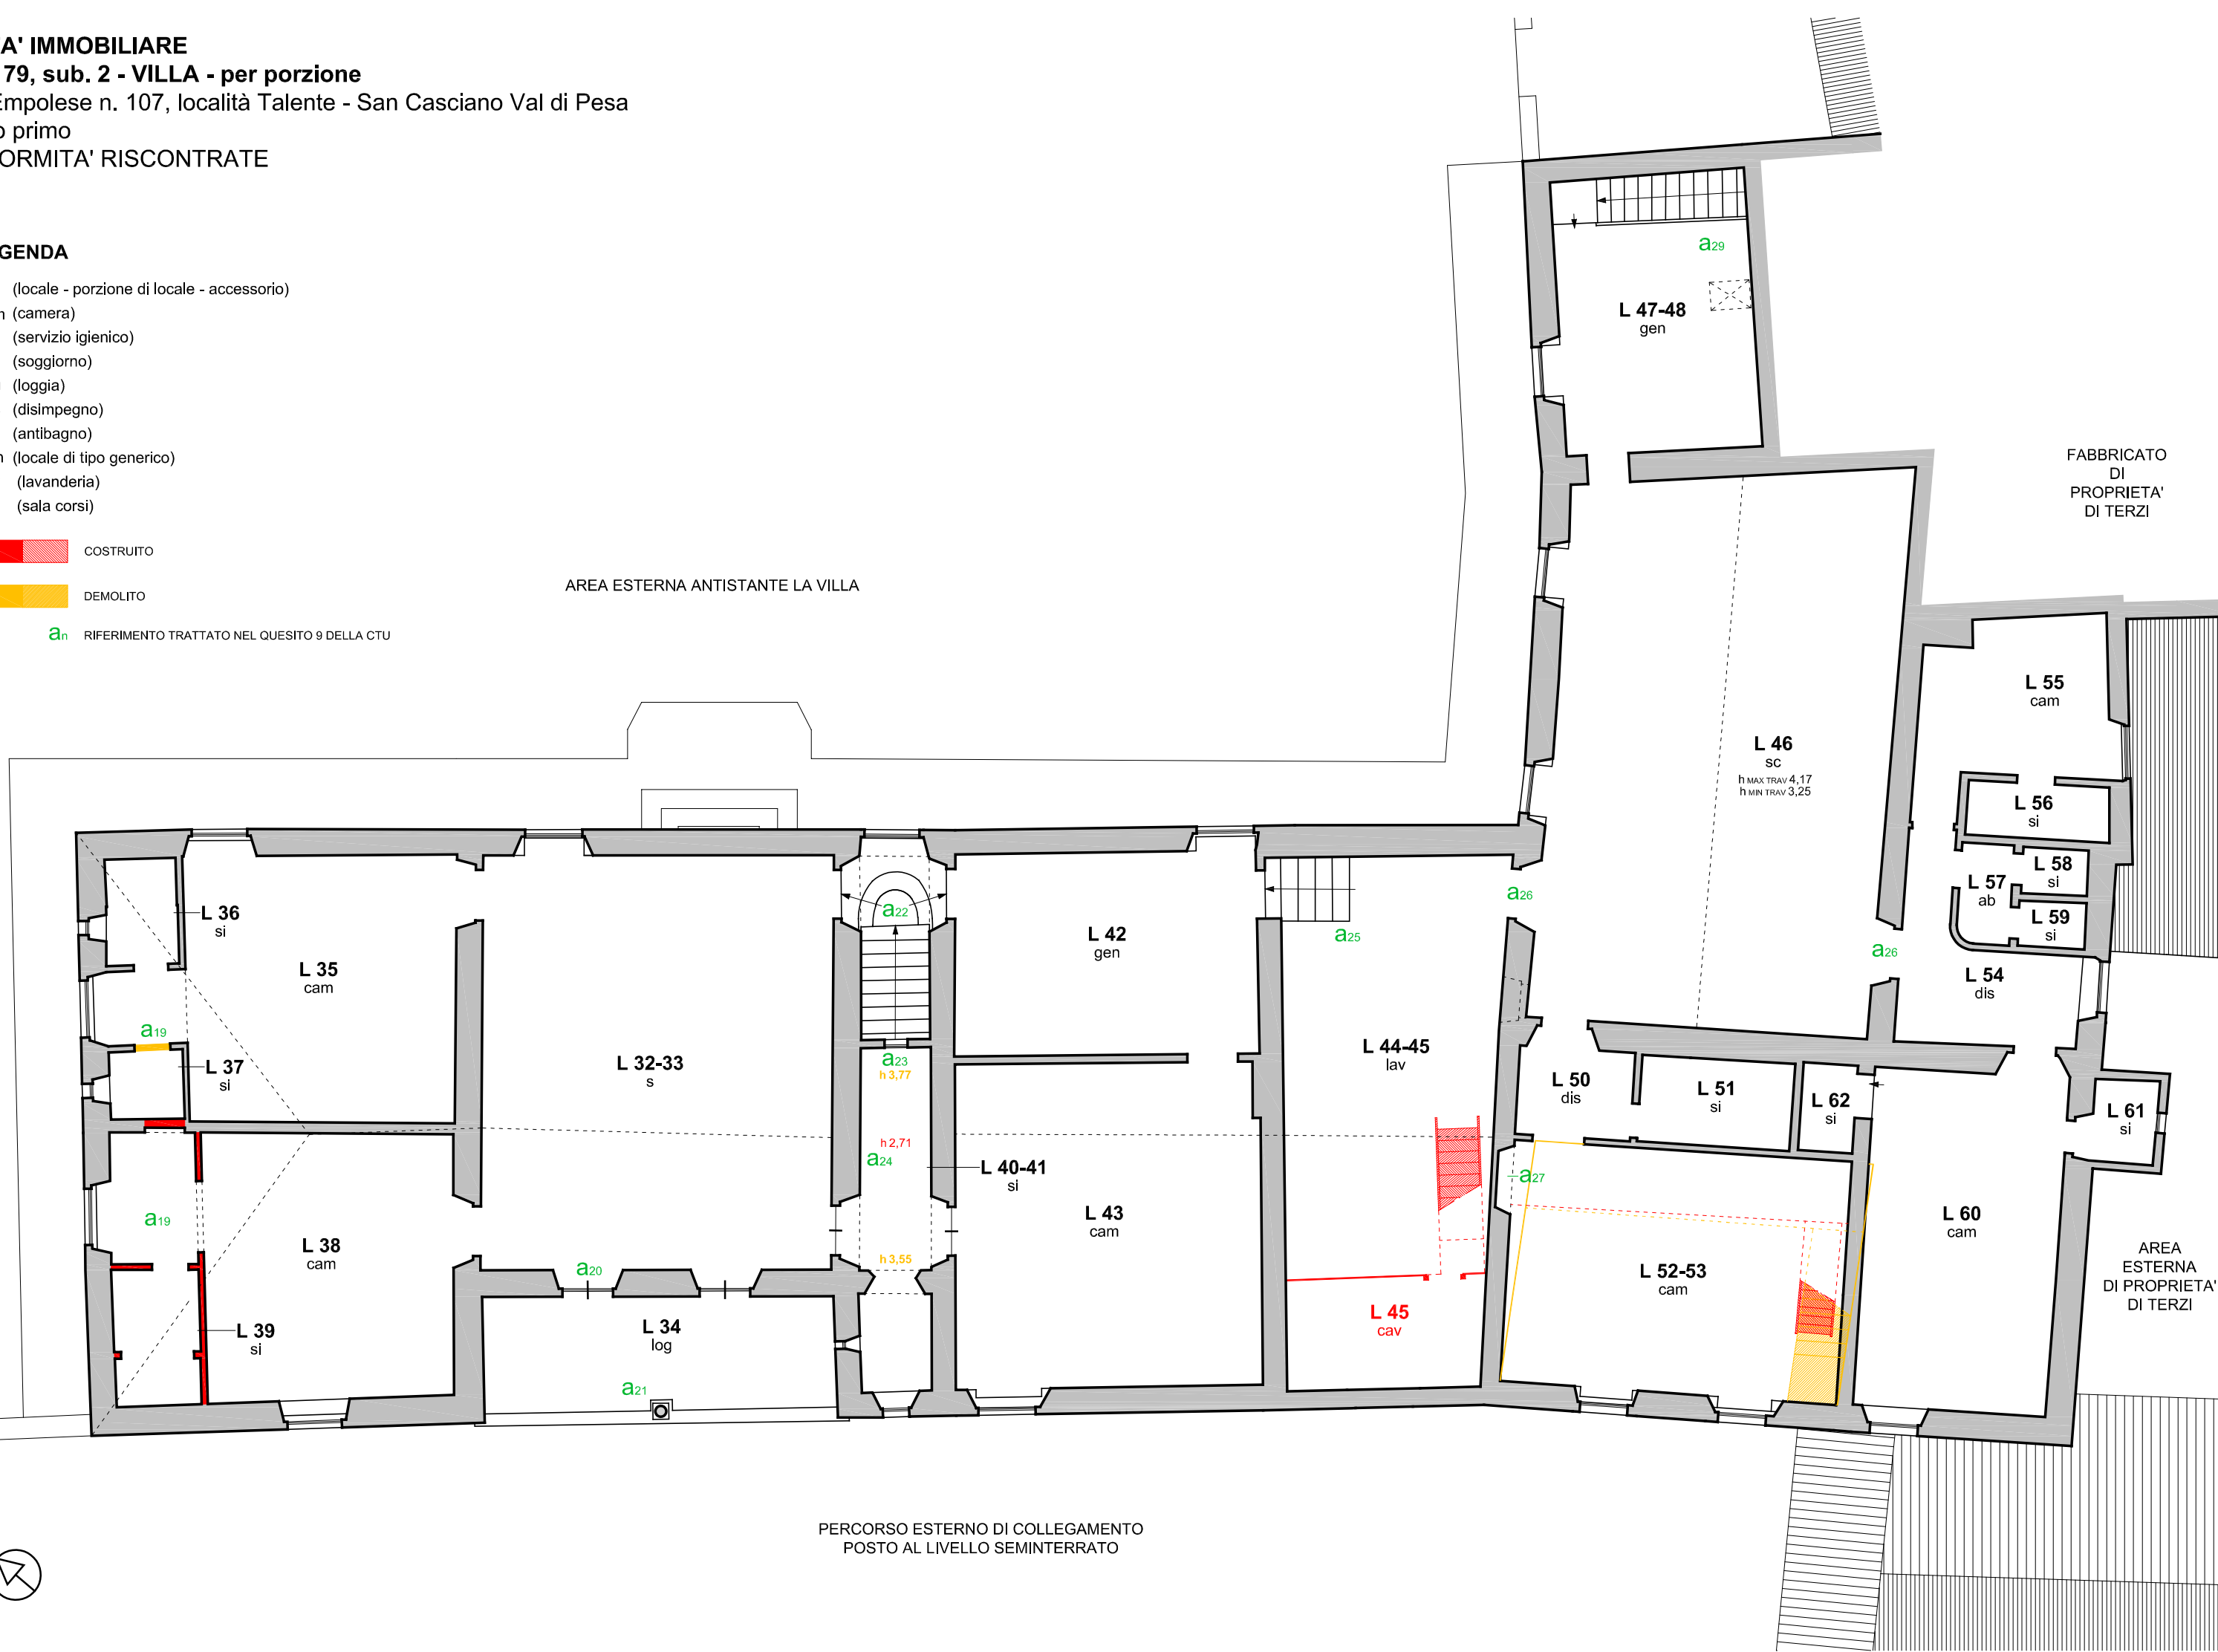 A' IMMOBILIARE
79, sub. 2 - VILLA - per porzione
Empolese n. 107, località Talente - San Casciano Val di Pesa
o primo
ORMITA' RISCONTRATE
GENDA
(locale - porzione di locale - accessorio)
(camera)
(servizio igienico)
(soggiorno)
(loggia)
(disimpegno)
(antibagno)
(locale di tipo generico)
(lavanderia)
(sala corsi)
COSTRUITO
DEMOLITO
an RIFERIMENTO TRATTATO NEL QUESITO 9 DELLA CTU
AREA ESTERNA ANTISTANTE LA VILLA
a29
L 47-48
gen
FABBRICATO
DI
PROPRIETA'
DI TERZI
L 46
sc
h MAX TRAV 4,17
h MIN TRAV 3,25
L 55
cam
L 56
si
L 57
ab
L 58
si
L 59
si
a26
a26
L 54
dis
L 36
si
L 35
cam
a19
L 37
si
L 32-33
s
a22
a23
h 3,77
h 2,71
a24
L 40-41
si
h 3,55
L 42
gen
a25
L 44-45
lav
L 50
dis
L 51
si
L 62
si
L 61
si
a19
L 38
cam
L 39
si
a20
L 34
log
a21
L 43
cam
L 45
cav
a27
L 52-53
cam
L 60
cam
AREA
ESTERNA
DI PROPRIETA'
DI TERZI
PERCORSO ESTERNO DI COLLEGAMENTO
POSTO AL LIVELLO SEMINTERRATO